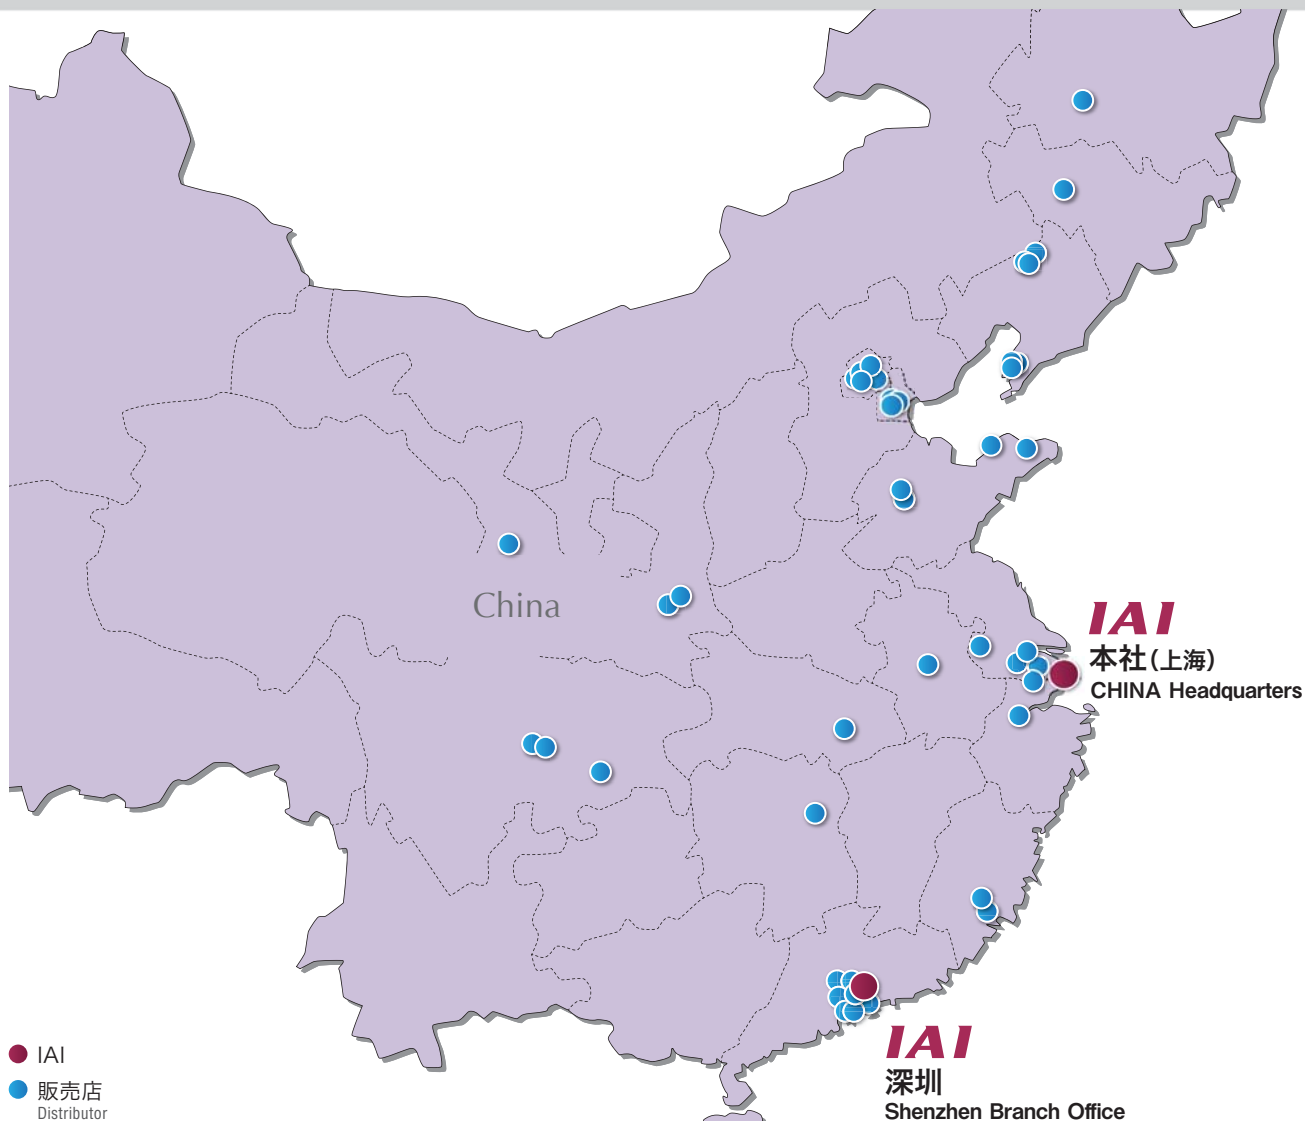 China
IAI
本社(上海)
CHINA Headquarters
IAI
深圳
Shenzhen Branch Office
IAI
販売店
Distributor